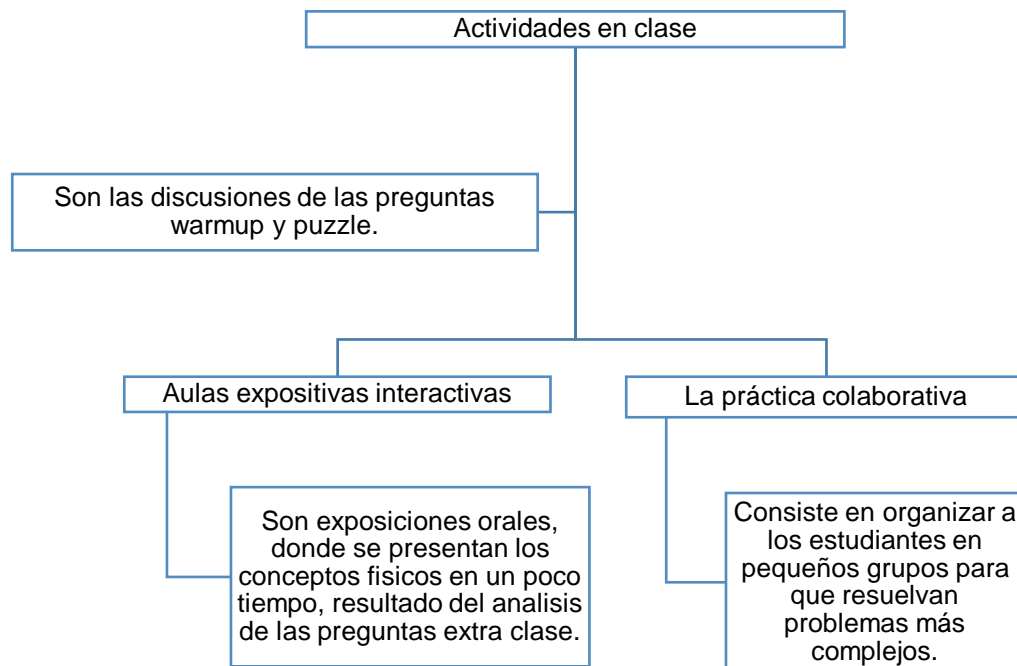 Actividades en clase
Son las discusiones de las preguntas
warmup y puzzle.
Aulas expositivas interactivas
La práctica colaborativa
Son exposiciones orales,
donde se presentan los
conceptos fisicos en un poco
tiempo, resultado del analisis
de las preguntas extra clase.
Consiste en organizar a
los estudiantes en
pequeños grupos para
que resuelvan
problemas más
complejos.